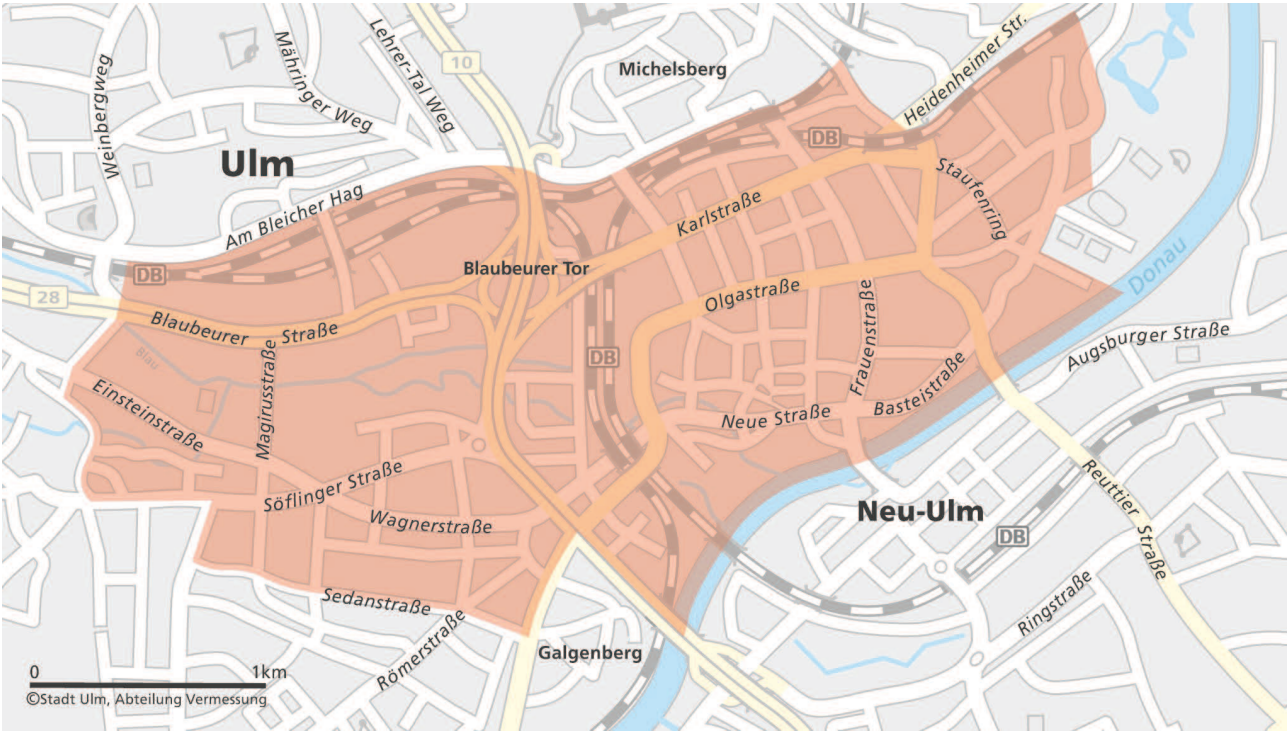 Heidenheimer Str.
Lehrer-Tal Weg
Mähringer Weg
Weinbergweg
10
Michelsberg
DB
Ulm
Staufenring
Am Bleicher Hag
Karlstraße
DB
Blaubeurer Tor
Donau
28
Olgastraße
Blaubeurer Straße
Frauenstraße
Augsburger Straße
Blau
DB
Magirusstraße
Einsteinstraße
Basteistraße
Neue Straße
Söflinger Straße
Reuttier Straße
Wagnerstraße
Neu-Ulm
DB
Sedanstraße
Ringstraße
Römerstraße
Galgenberg
0 1km
©Stadt Ulm, Abteilung Vermessung